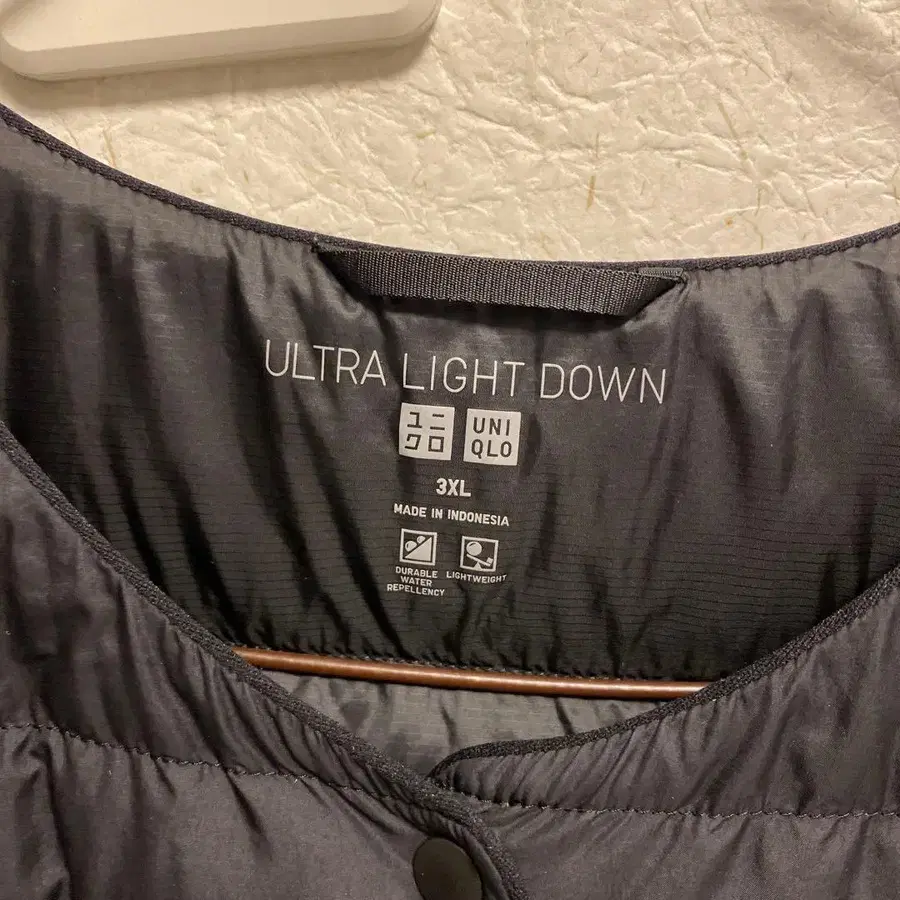 ULTRA LIGHT DOWN
ユニ UNI
クロ QLO
3XL
MADE IN INDONESIA
DURABLE WATER REPELLENCY
LIGHTWEIGHT